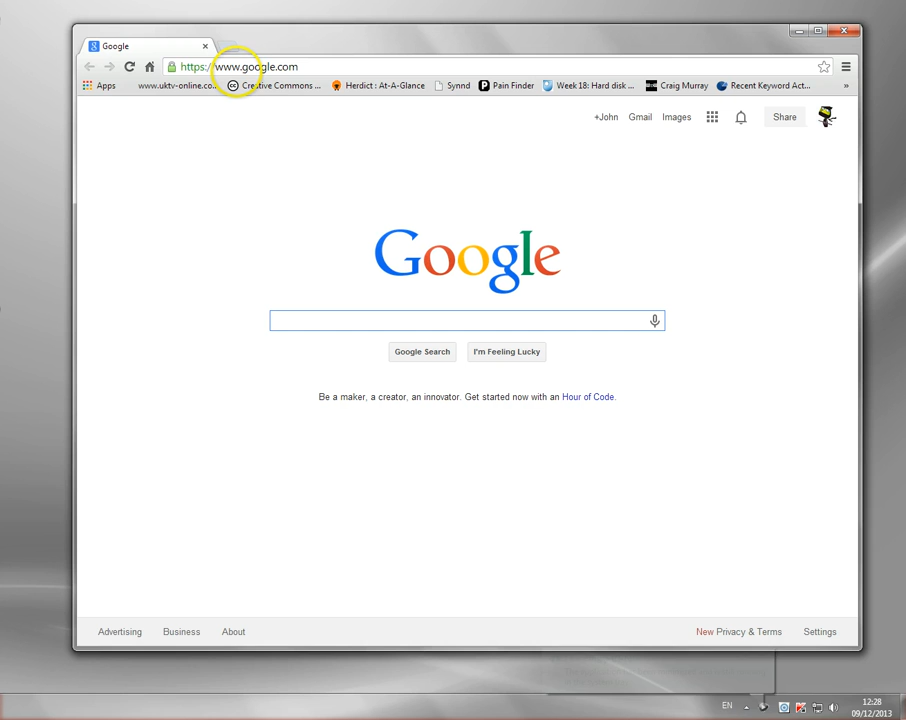 Google
https://www.google.com
Apps www.uktv-online.co... Creative Commons ... Herdict : At-A-Glance Synnd Pain Finder Week 18: Hard disk ... Craig Murray Recent Keyword Act... »
+John Gmail Images Share
Google
Google Search I'm Feeling Lucky
Be a maker, a creator, an innovator. Get started now with an Hour of Code.
Advertising Business About New Privacy & Terms Settings
EN 12:28
09/12/2013